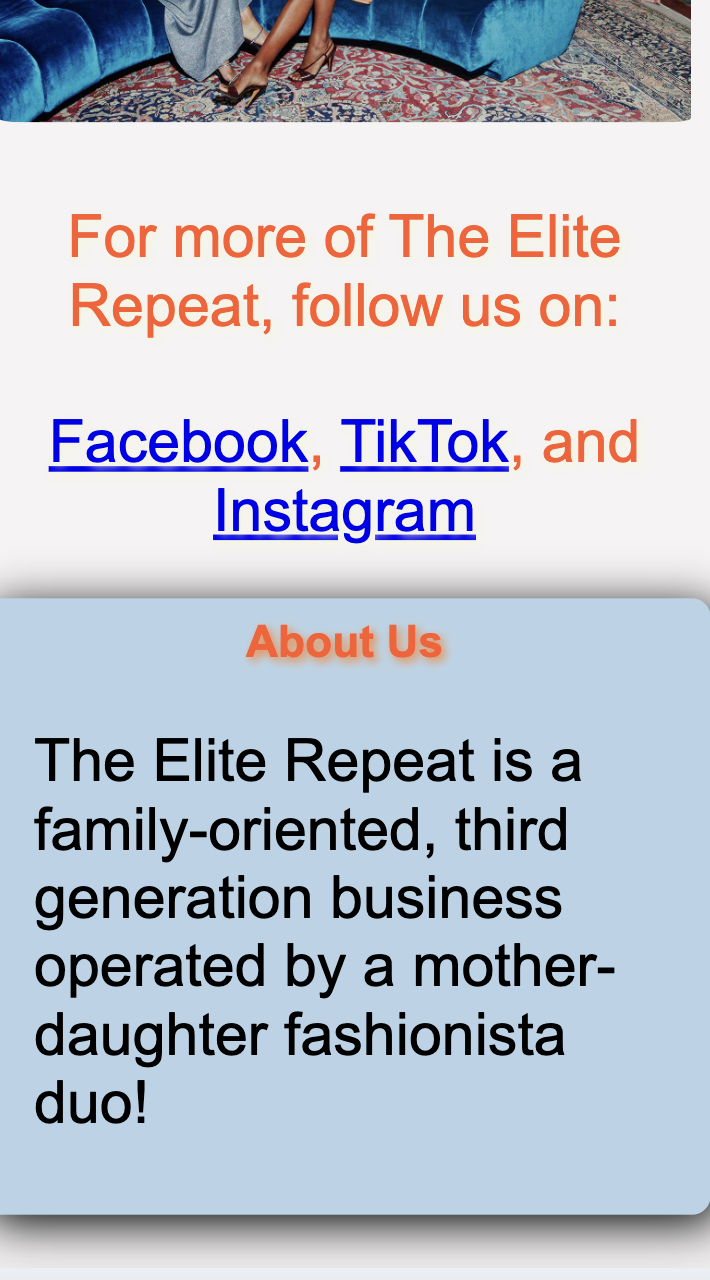 For more of The Elite
Repeat, follow us on:
Facebook, TikTok, and
Instagram
About Us
The Elite Repeat is a
family-oriented, third
generation business
operated by a mother-
daughter fashionista
duo!